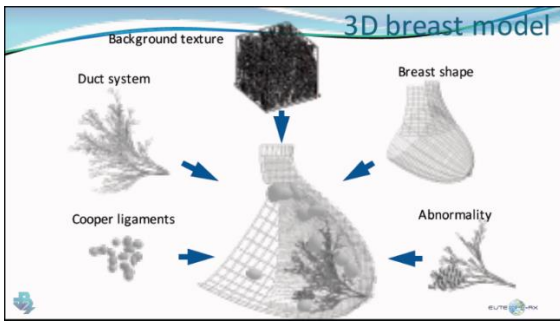 3D breast model
Background texture
Duct system
Breast shape
Cooper ligaments
Abnormality